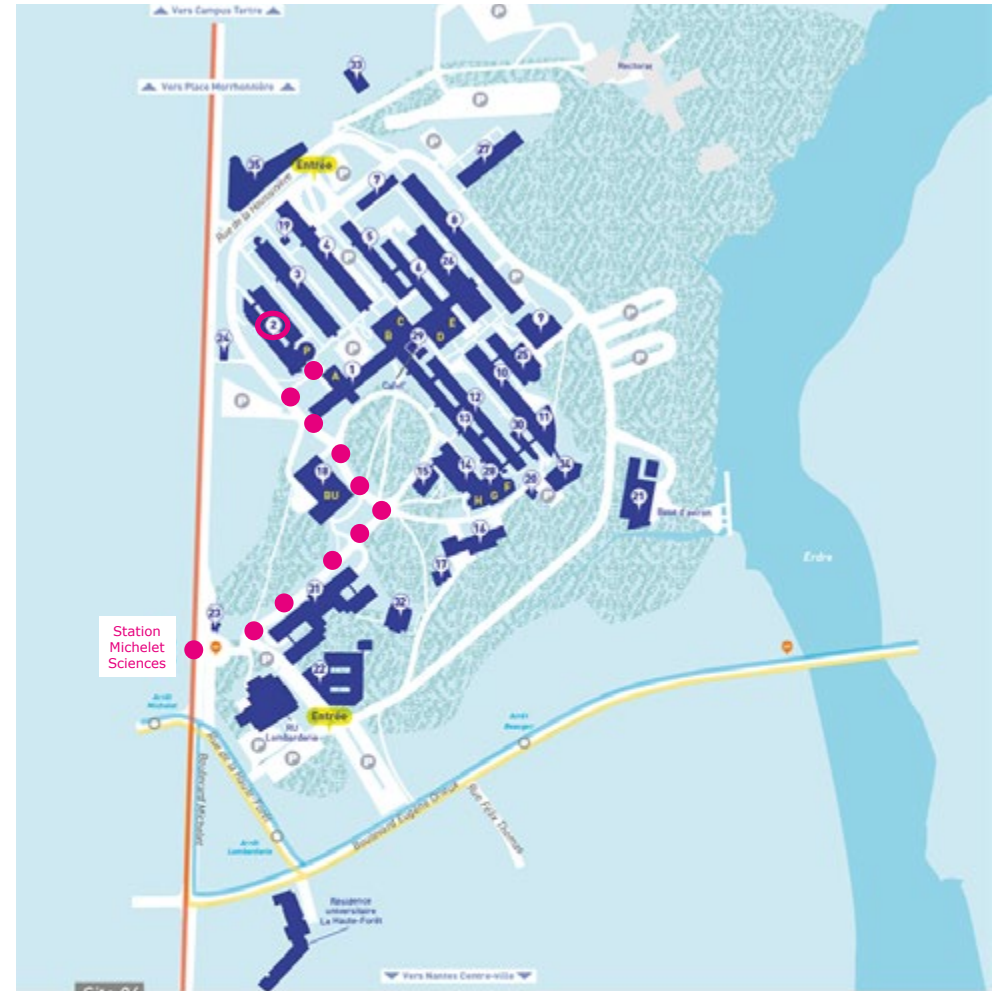 Vers Campus Tertre
Vers Place Morrhonnière
Rectorat
33
P
P
P
27
35
Entrée
P
7
Rue de la Houssinière
19
4
5
6
8
3
P
6
26
P
2
24
P
P
A
1
B
C
29
D
E
9
P
P
Calif
25
10
12
13
30
11
P
18
BU
15
14
28
H
G
F
20
34
P
21
Base d'aviron
16
17
Erdre
31
32
23
Station
Michelet
Sciences
P
22
Entrée
RU
Lombarderie
P
P
P
Arrêt
Michelet
Rue de la Haute-Forêt
Boulevard Michelet
Arrêt
Bourget
Boulevard Eugène Orieux
Rue Félix Thomas
Arrêt
Lombarderie
Résidence
universitaire
La Haute-Forêt
Vers Nantes Centre-ville